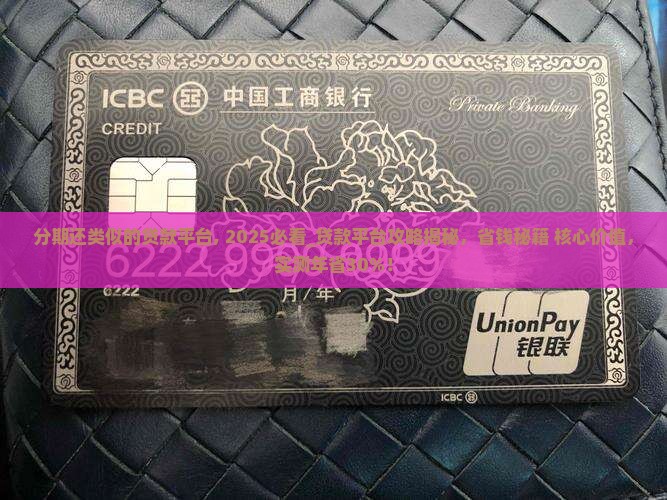 ICBC 中国工商银行
Private Banking
CREDIT
分期还类似的贷款平台, 2025必看_贷款平台攻略揭秘，省钱秘籍 核心价值，
实测年省30%！
6222
月/年
UnionPay
银联
ICBC